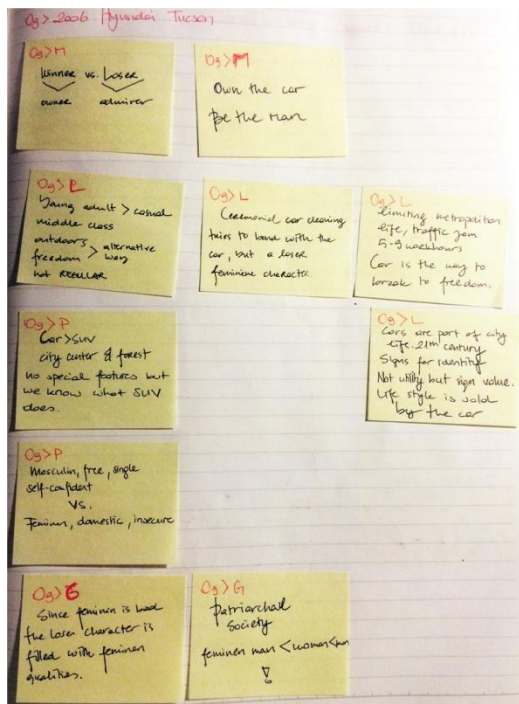 Og > 2006 Hyundai Tucson
Og > M
Winner vs. Loser
owner admirer
Og > M
Own the car
Be the man
Og > P
Young adult > casual
middle class
outdoors
freedom > alternative way
not REGULAR
Og > L
Ceremonial car cleaning
tairs to bond with the
car, but a loser
feminine character
Og > L
limiting metropolitan
life, traffic jam
5-9 workhours
Car is the way to
break to freedom.
Og > P
Car > SUV
city center & forest
no special features but
we know what SUV
does.
Og > L
Cars are part of city
life. 21th century
Signs for identity
Not utility but sign value.
Life style is sold
by the car
Og > P
Masculin, free, single
self-confident
VS.
Feminen, domestic, insecure
Og > G
Since feminen is bad
the loser character is
filled with feminen
qualities.
Og > G
patriarchal
Society
feminen man < woman < man